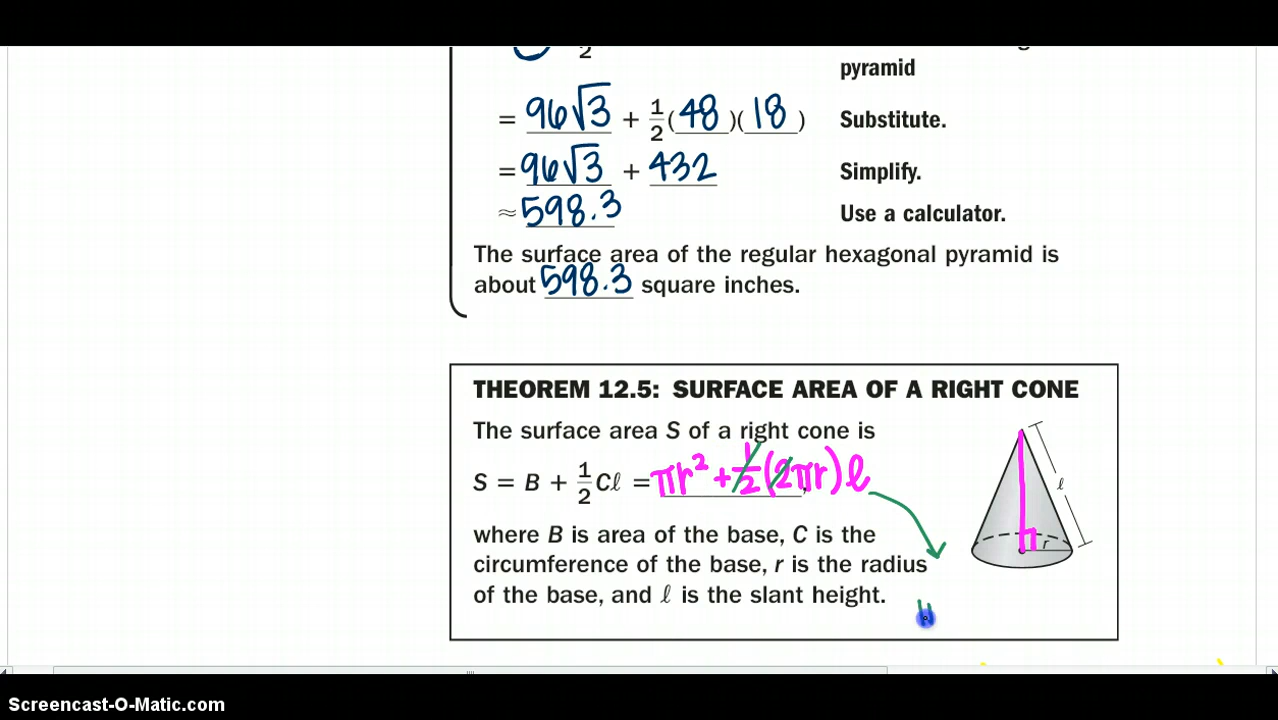 2
pyramid
= 96√3 + 1/2(48)(18) Substitute.
= 96√3 + 432 Simplify.
≈ 598.3 Use a calculator.
The surface area of the regular hexagonal pyramid is
about 598.3 square inches.
THEOREM 12.5: SURFACE AREA OF A RIGHT CONE
The surface area S of a right cone is
S = B + 1/2 Cℓ = πr² + 1/2(2πr)ℓ,
where B is area of the base, C is the
circumference of the base, r is the radius
of the base, and ℓ is the slant height.
ℓ
r
Screencast-O-Matic.com